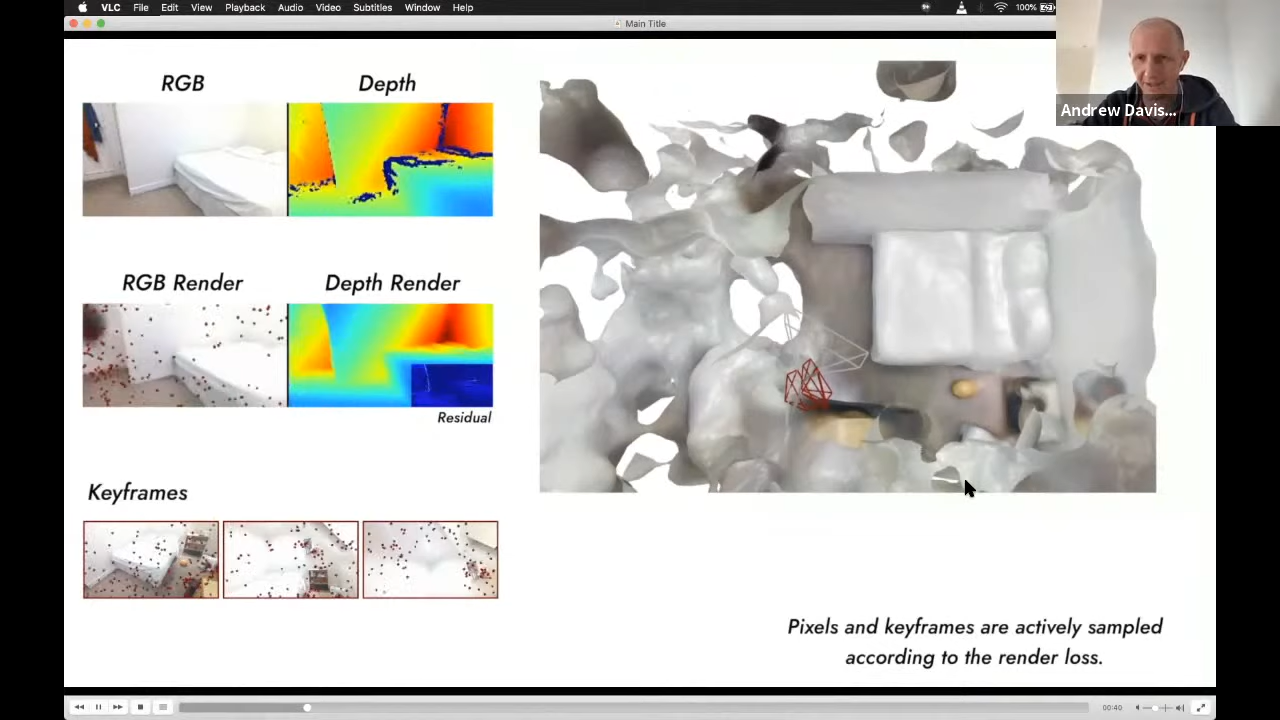 VLC File Edit View Playback Audio Video Subtitles Window Help
100%
Main Title
Andrew Davis...
RGB
Depth
RGB Render
Depth Render
Residual
Keyframes
Pixels and keyframes are actively sampled
according to the render loss.
00:40